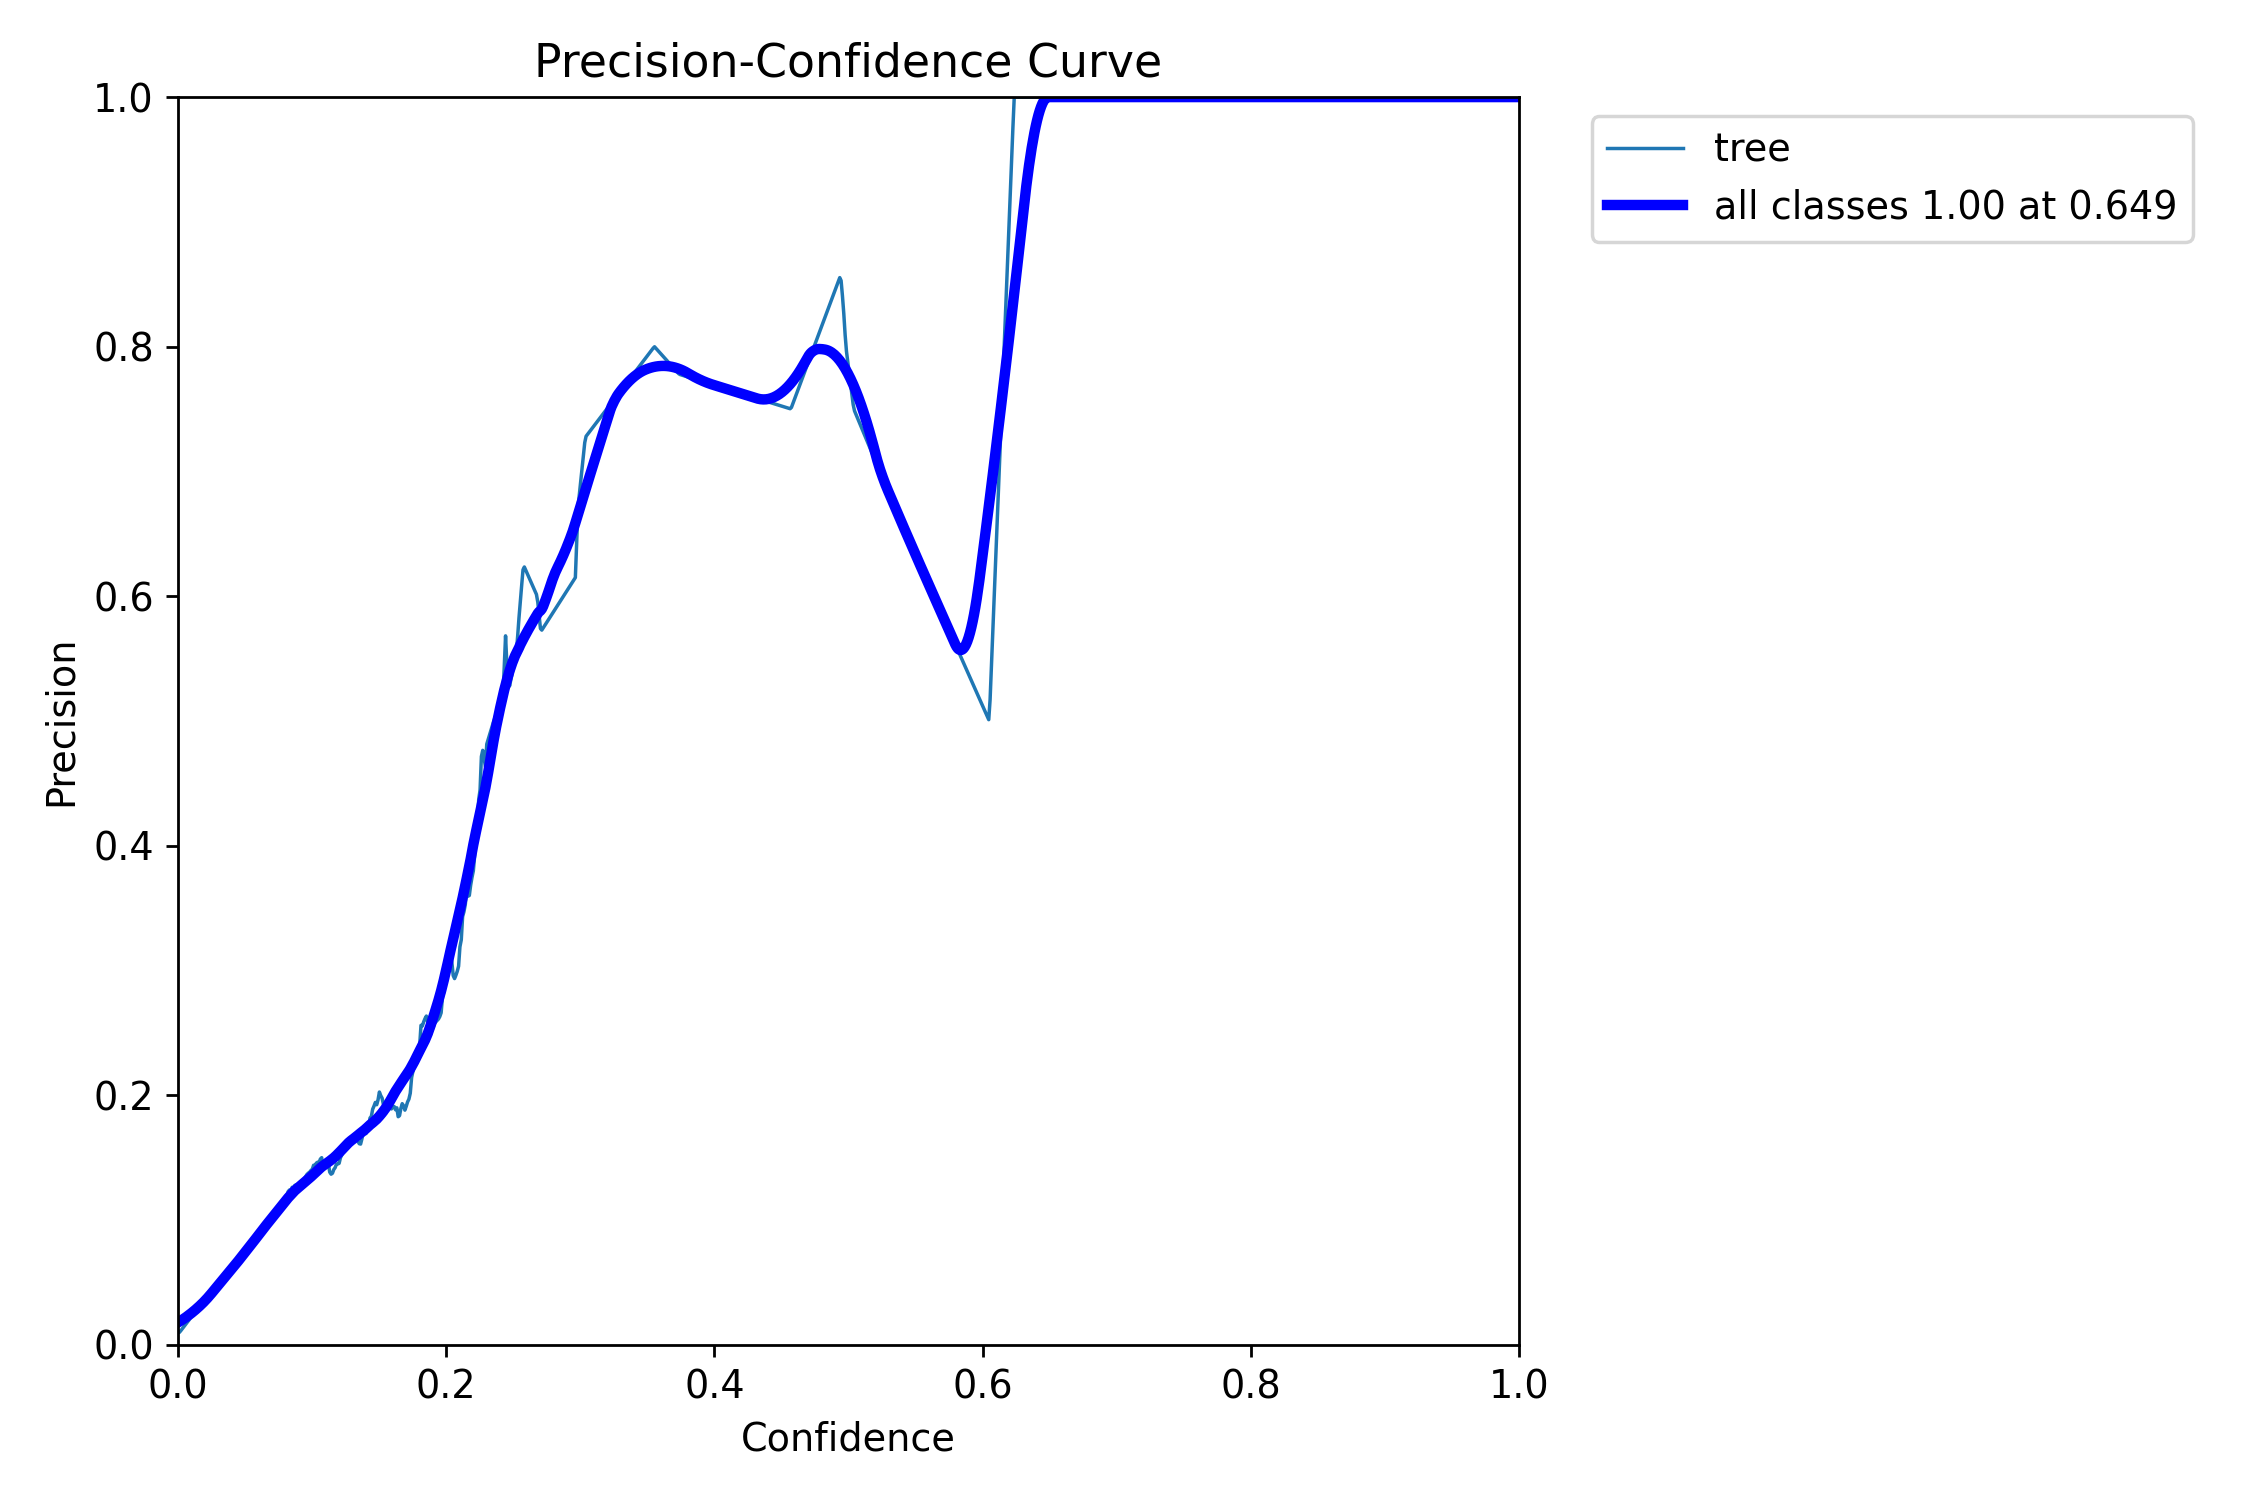 Precision-Confidence Curve
tree
all classes 1.00 at 0.649
Precision
1.0
0.8
0.6
0.4
0.2
0.0
0.0 0.2 0.4 0.6 0.8 1.0
Confidence